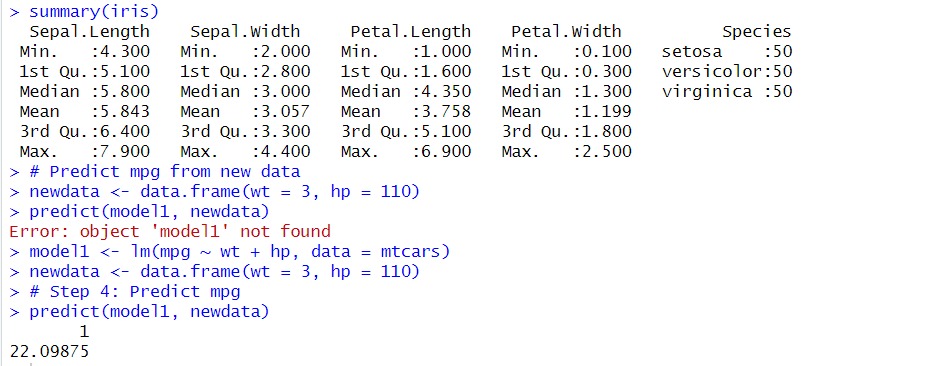 > summary(iris)
  Sepal.Length    Sepal.Width     Petal.Length    Petal.Width          Species
 Min.   :4.300   Min.   :2.000   Min.   :1.000   Min.   :0.100   setosa    :50
 1st Qu.:5.100   1st Qu.:2.800   1st Qu.:1.600   1st Qu.:0.300   versicolor:50
 Median :5.800   Median :3.000   Median :4.350   Median :1.300   virginica :50
 Mean   :5.843   Mean   :3.057   Mean   :3.758   Mean   :1.199
 3rd Qu.:6.400   3rd Qu.:3.300   3rd Qu.:5.100   3rd Qu.:1.800
 Max.   :7.900   Max.   :4.400   Max.   :6.900   Max.   :2.500
> # Predict mpg from new data
> newdata <- data.frame(wt = 3, hp = 110)
> predict(model1, newdata)
Error: object 'model1' not found
> model1 <- lm(mpg ~ wt + hp, data = mtcars)
> newdata <- data.frame(wt = 3, hp = 110)
> # Step 4: Predict mpg
> predict(model1, newdata)
       1
22.09875